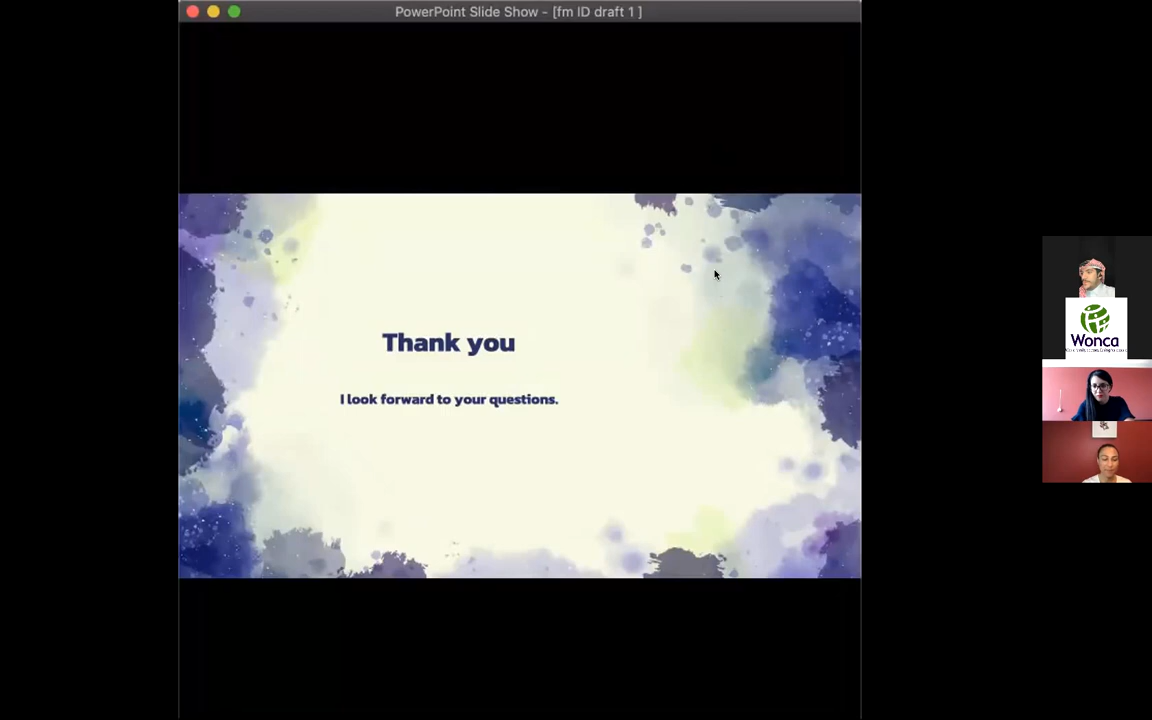 PowerPoint Slide Show - [fm ID draft 1 ]
Thank you
I look forward to your questions.
Wonca